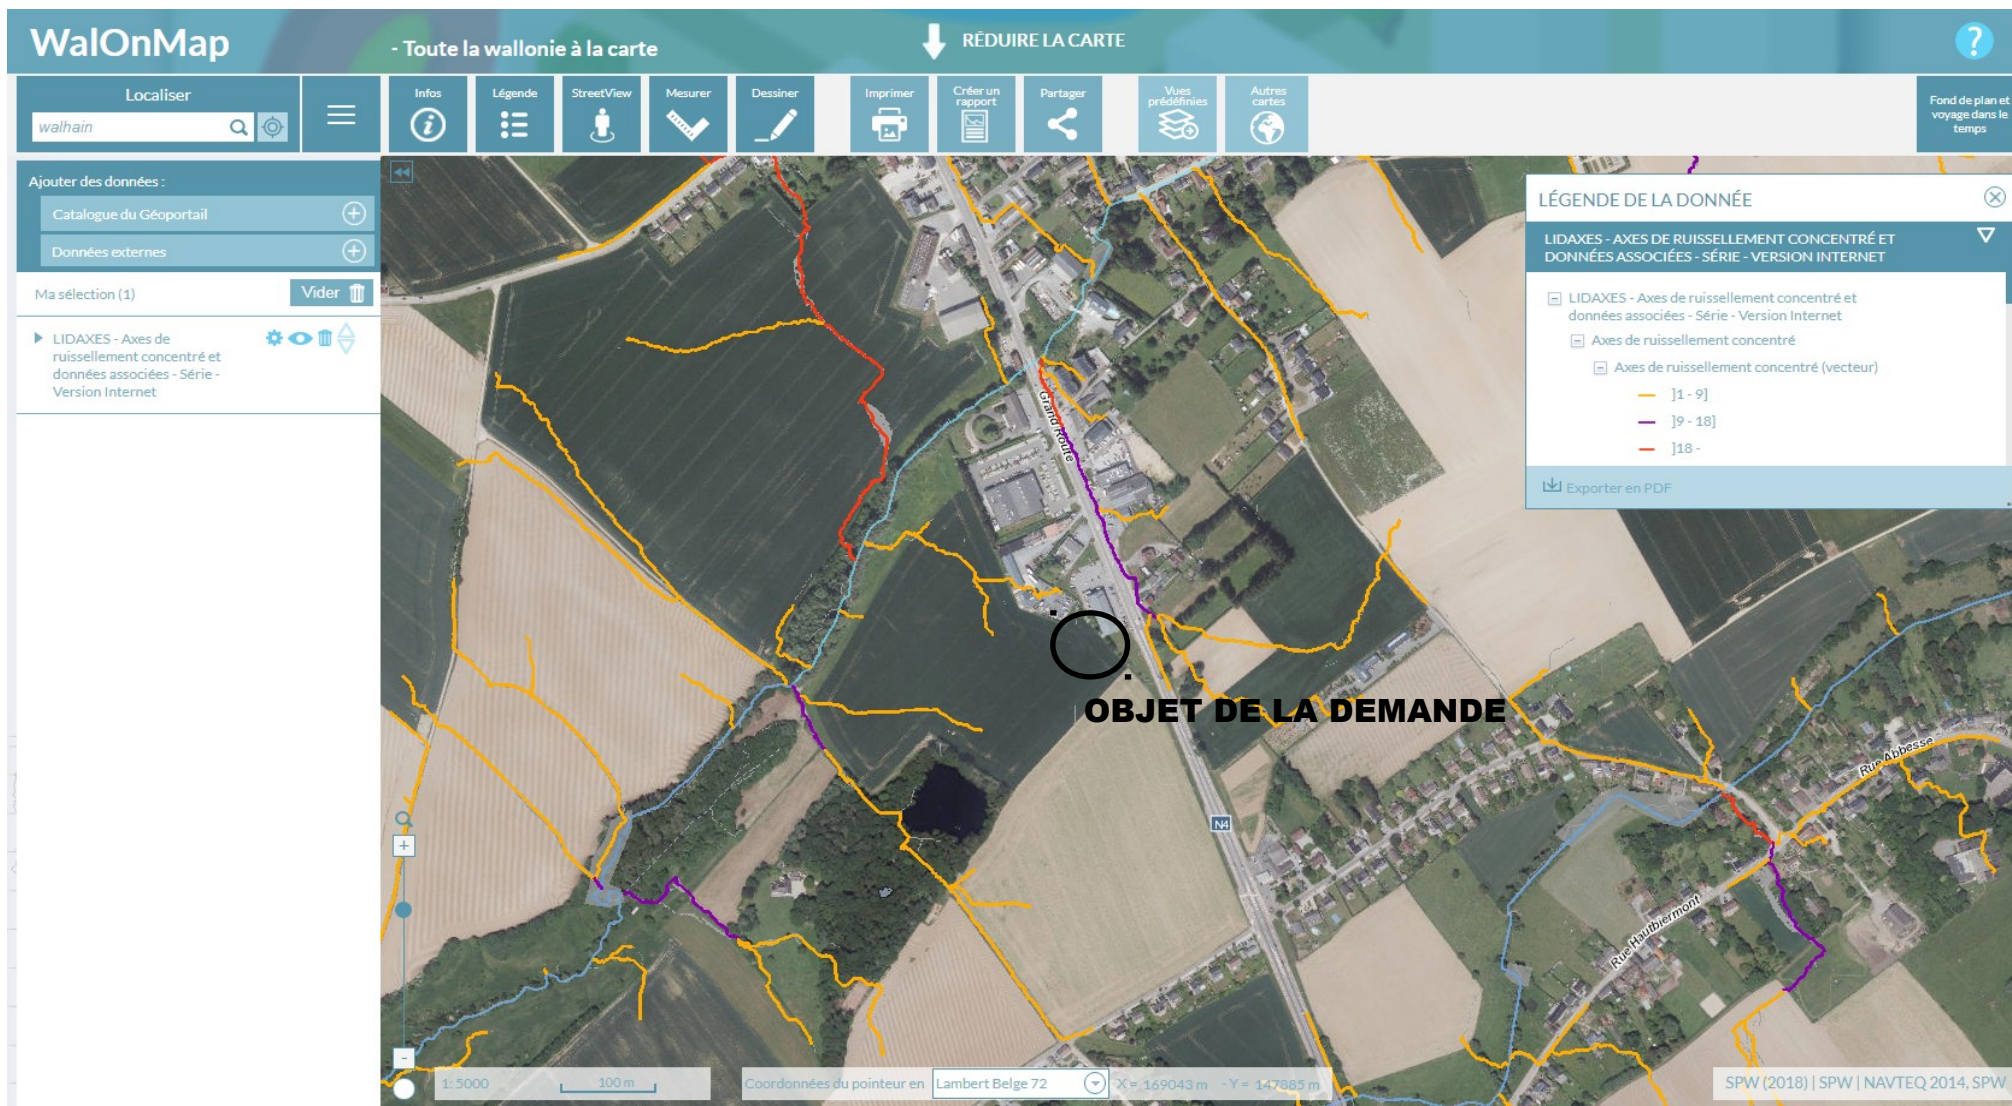 WalOnMap
- Toute la wallonie à la carte
RÉDUIRE LA CARTE
?
Localiser
walhain
Infos
Légende
StreetView
Mesurer
Dessiner
Imprimer
Créer un
rapport
Partager
Vues
prédéfinies
Autres
cartes
Fond de plan et
voyage dans le
temps
Ajouter des données :
Catalogue du Géoportail
Données externes
Ma sélection (1)
Vider
LIDAXES - Axes de
ruissellement concentré et
données associées - Série -
Version Internet
LÉGENDE DE LA DONNÉE
LIDAXES - AXES DE RUISSELLEMENT CONCENTRÉ ET
DONNÉES ASSOCIÉES - SÉRIE - VERSION INTERNET
LIDAXES - Axes de ruissellement concentré et
données associées - Série - Version Internet
Axes de ruissellement concentré
Axes de ruissellement concentré (vecteur)
]1 - 9]
]9 - 18]
]18 -
Exporter en PDF
Grand Route
OBJET DE LA DEMANDE
N4
Rue Abbesse
Rue Hautbiermont
+
-
1: 5000
100 m
Coordonnées du pointeur en
Lambert Belge 72
X = 169043 m - Y = 147885 m
SPW (2018) | SPW | NAVTEQ 2014, SPW